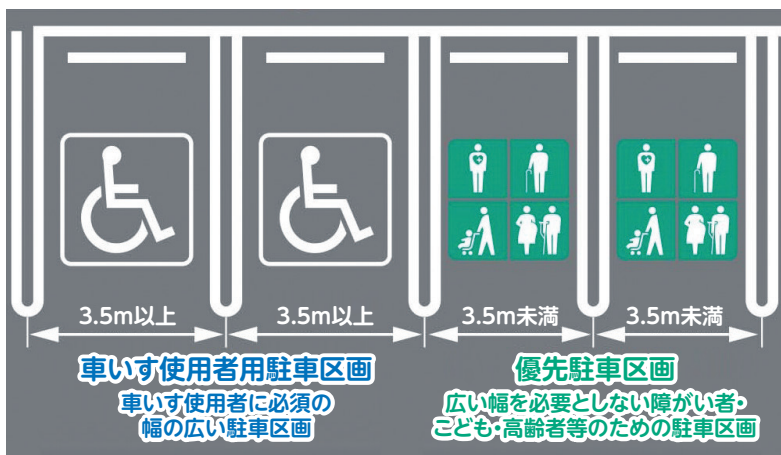 3.5m以上
3.5m以上
3.5m未満
3.5m未満
車いす使用者用駐車区画
車いす使用者に必須の
幅の広い駐車区画
優先駐車区画
広い幅を必要としない障がい者・
こども・高齢者等のための駐車区画